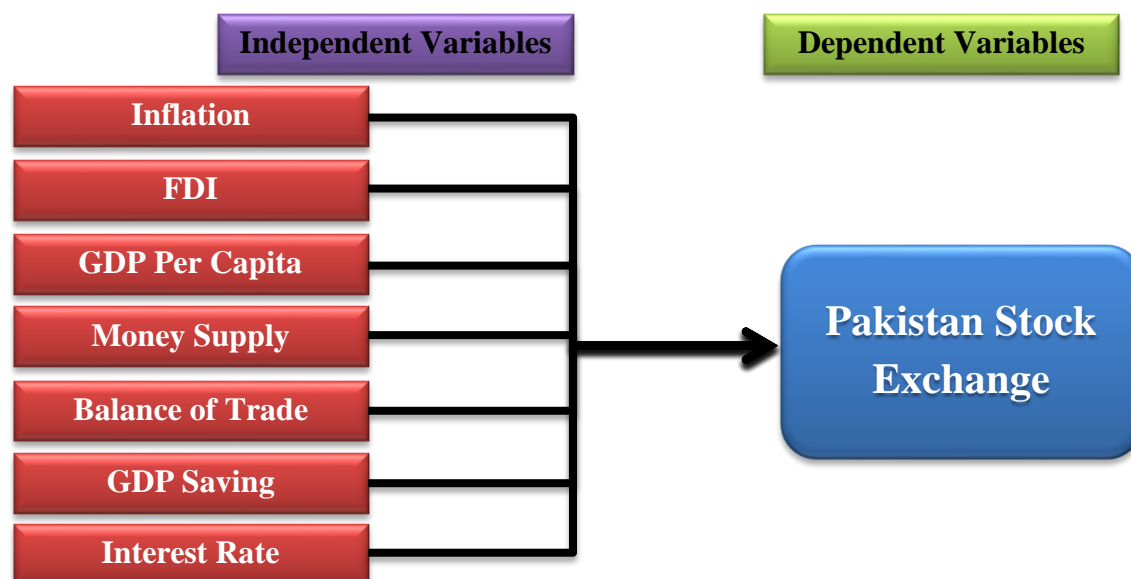 Independent Variables
Dependent Variables
Inflation
FDI
GDP Per Capita
Money Supply
Balance of Trade
GDP Saving
Interest Rate
Pakistan Stock
Exchange